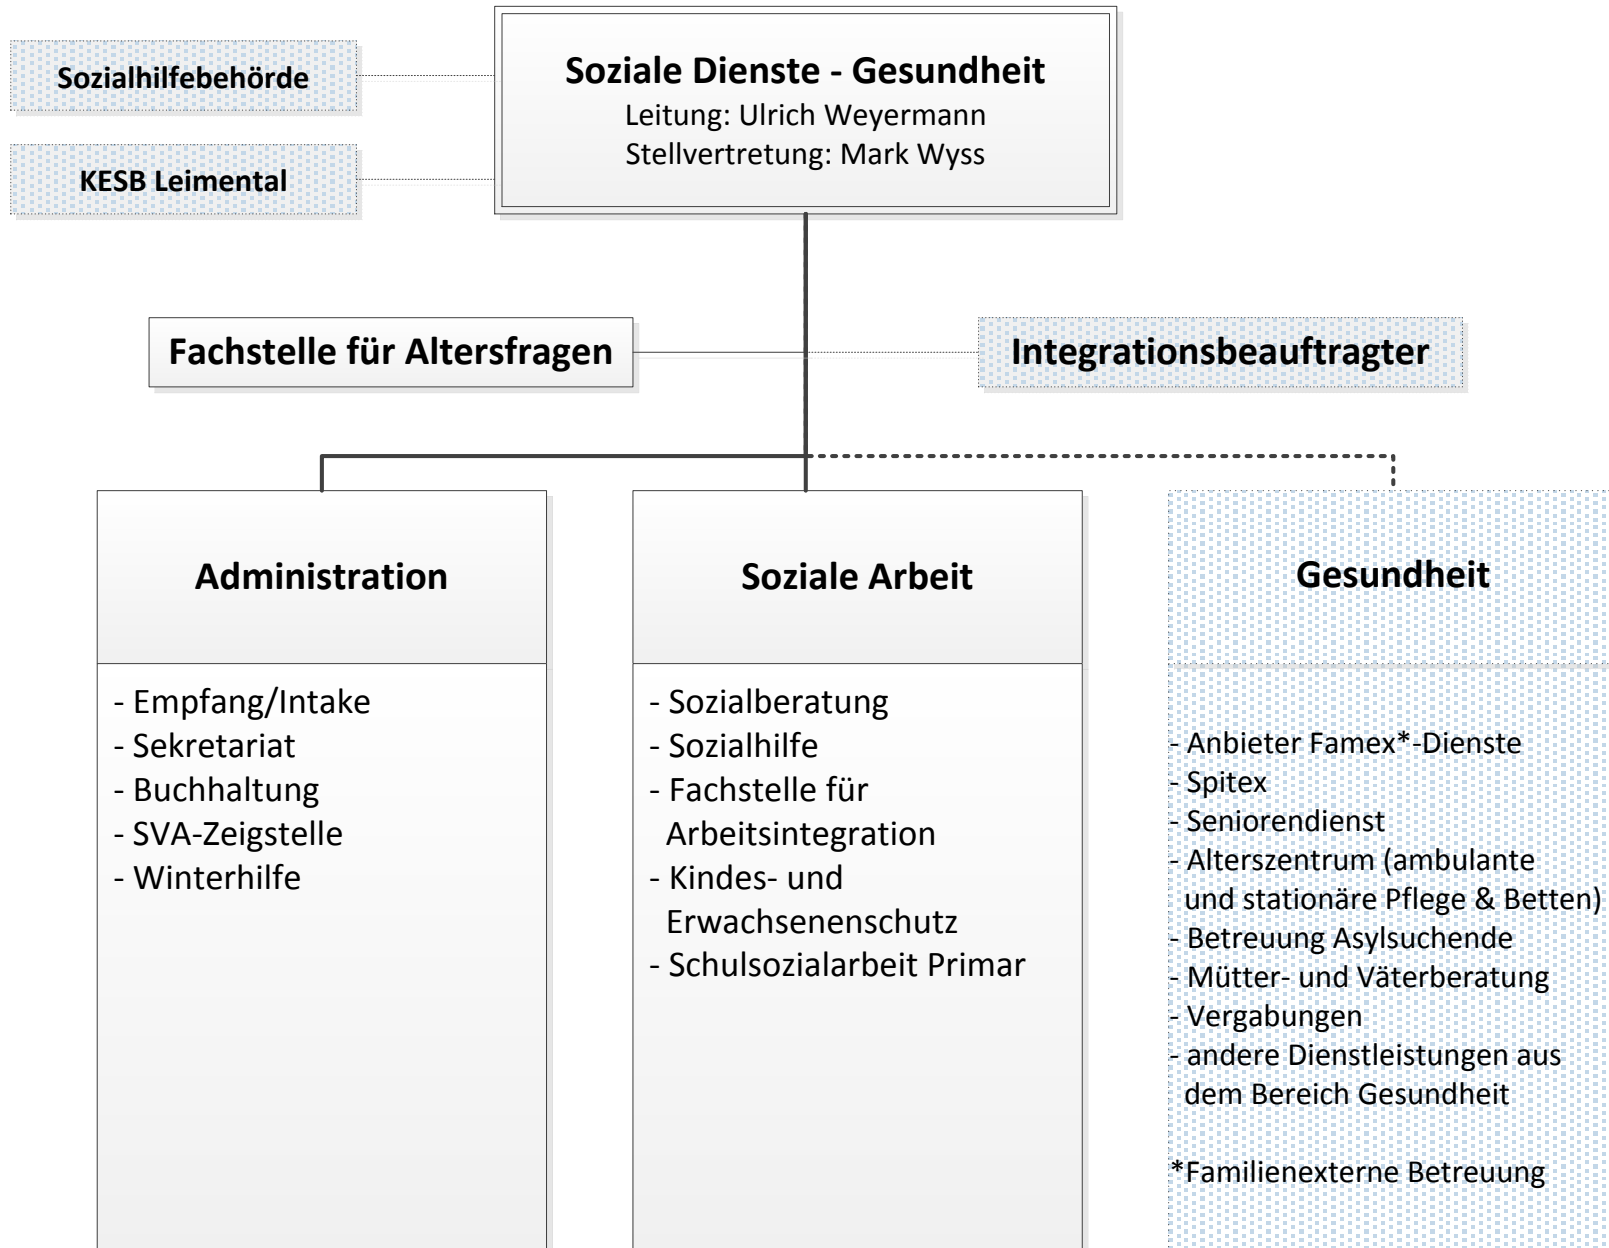 Sozialhilfebehörde
KESB Leimental
Soziale Dienste - Gesundheit
Leitung: Ulrich Weyermann
Stellvertretung: Mark Wyss
Fachstelle für Altersfragen
Integrationsbeauftragter
Administration
- Empfang/Intake
- Sekretariat
- Buchhaltung
- SVA-Zeigstelle
- Winterhilfe
Soziale Arbeit
- Sozialberatung
- Sozialhilfe
- Fachstelle für
Arbeitsintegration
- Kindes- und
Erwachsenenschutz
- Schulsozialarbeit Primar
Gesundheit
- Anbieter Famex*-Dienste
- Spitex
- Seniorendienst
- Alterszentrum (ambulante
und stationäre Pflege & Betten)
- Betreuung Asylsuchende
- Mütter- und Väterberatung
- Vergabungen
- andere Dienstleistungen aus
dem Bereich Gesundheit
*Familienexterne Betreuung